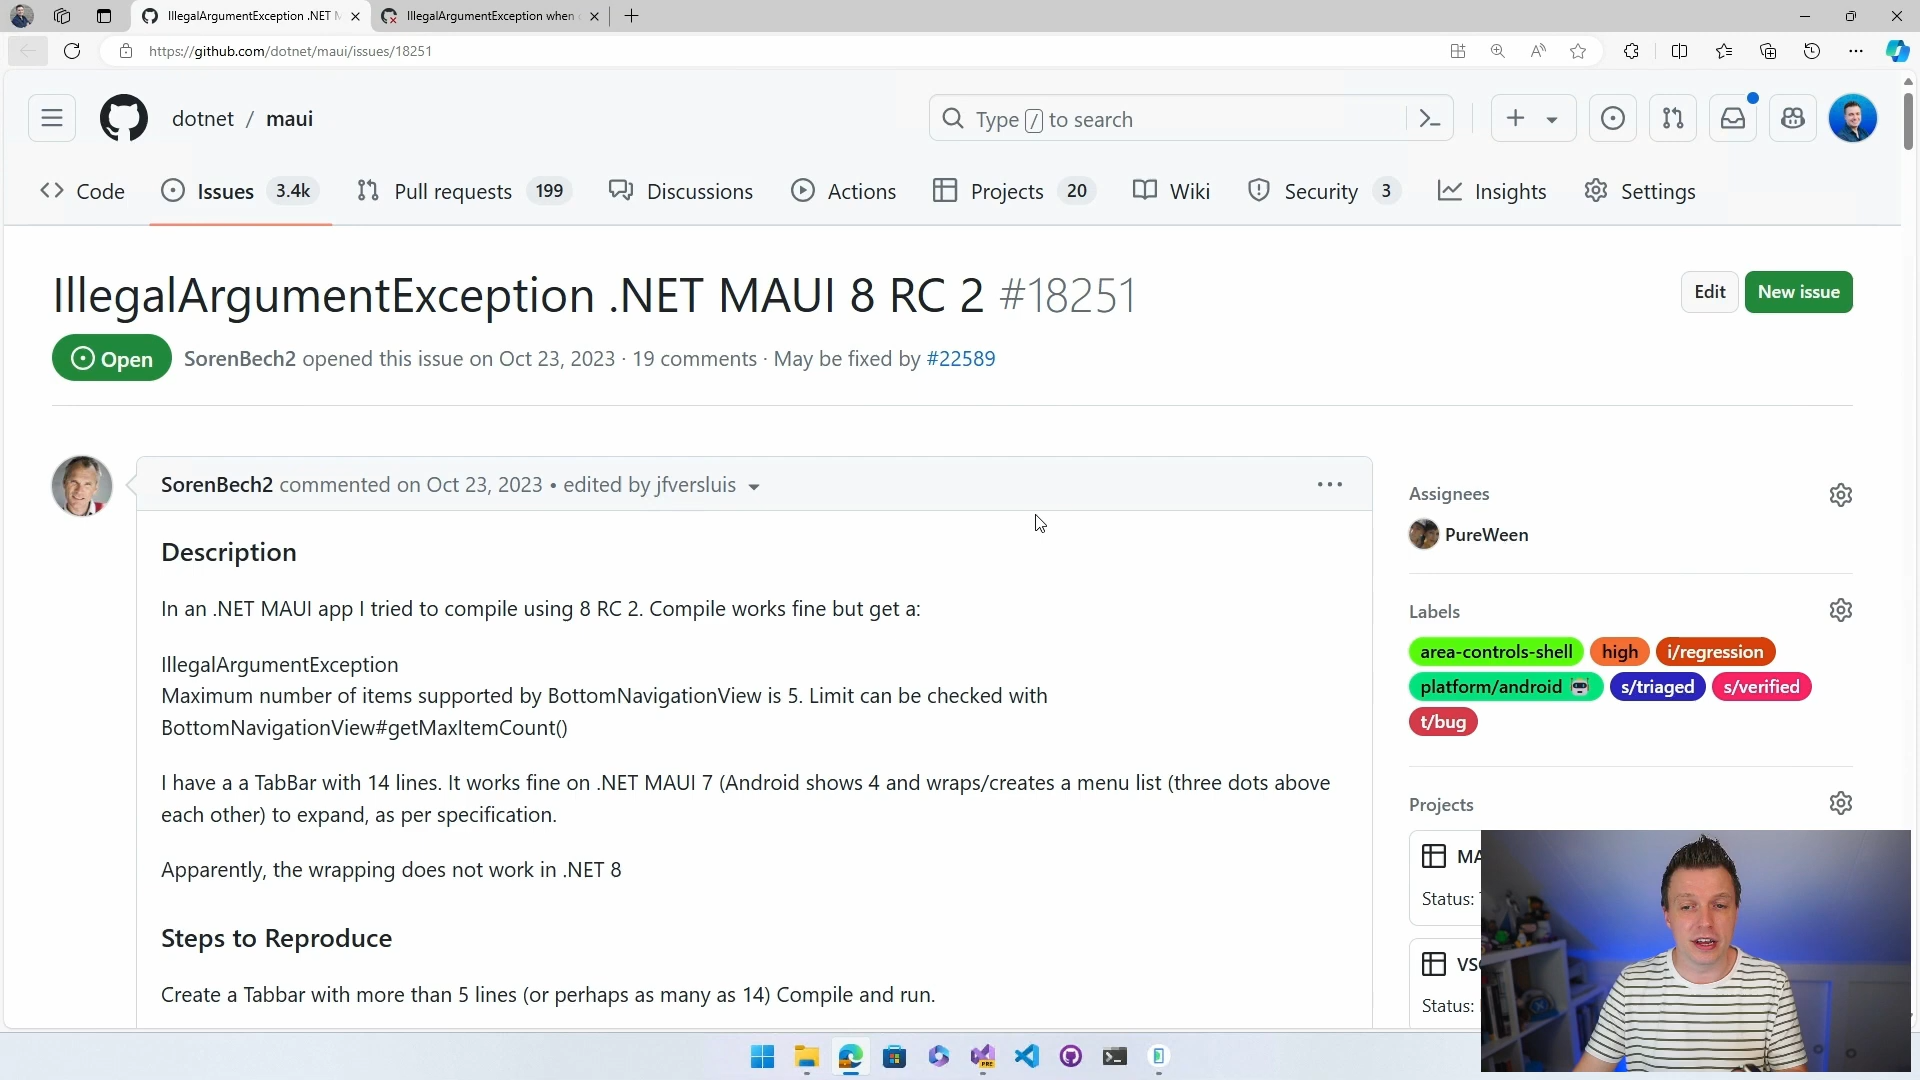 IllegalArgumentException .NET M
IllegalArgumentException when
https://github.com/dotnet/maui/issues/18251
dotnet / maui
Type / to search
Code
Issues 3.4k
Pull requests 199
Discussions
Actions
Projects 20
Wiki
Security 3
Insights
Settings
IllegalArgumentException .NET MAUI 8 RC 2 #18251
Edit
New issue
Open
SorenBech2 opened this issue on Oct 23, 2023 · 19 comments · May be fixed by #22589
SorenBech2 commented on Oct 23, 2023 • edited by jfversluis
Description
In an .NET MAUI app I tried to compile using 8 RC 2. Compile works fine but get a:
IllegalArgumentException
Maximum number of items supported by BottomNavigationView is 5. Limit can be checked with
BottomNavigationView#getMaxItemCount()
I have a a TabBar with 14 lines. It works fine on .NET MAUI 7 (Android shows 4 and wraps/creates a menu list (three dots above
each other) to expand, as per specification.
Apparently, the wrapping does not work in .NET 8
Steps to Reproduce
Create a Tabbar with more than 5 lines (or perhaps as many as 14) Compile and run.
Assignees
PureWeen
Labels
area-controls-shell high i/regression
platform/android s/triaged s/verified
t/bug
Projects
MA
Status:
VS
Status:
PRE